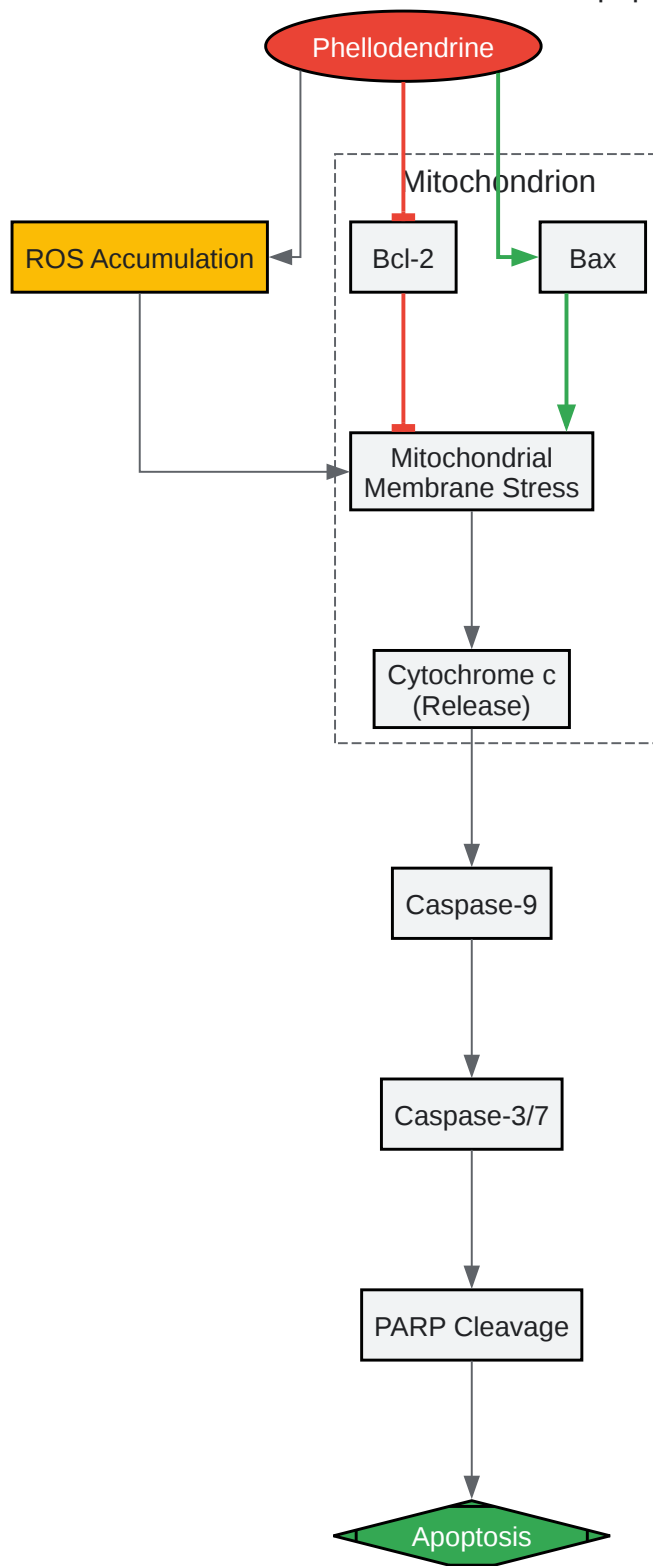 Phellodendrine
Mitochondrion
ROS Accumulation
Bcl-2
Bax
Mitochondrial
Membrane Stress
Cytochrome c
(Release)
Caspase-9
Caspase-3/7
PARP Cleavage
Apoptosis